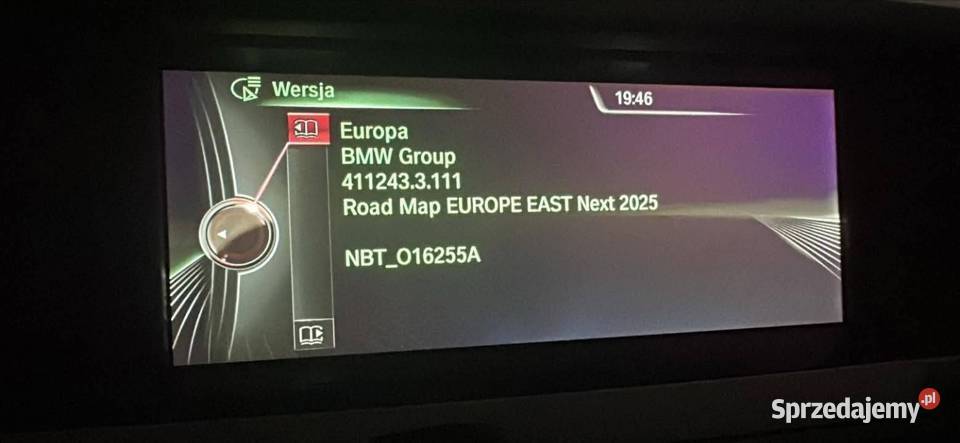 Wersja
19:46
Europa
BMW Group
411243.3.111
Road Map EUROPE EAST Next 2025
NBT_O16255A
Sprzedajemy.pl